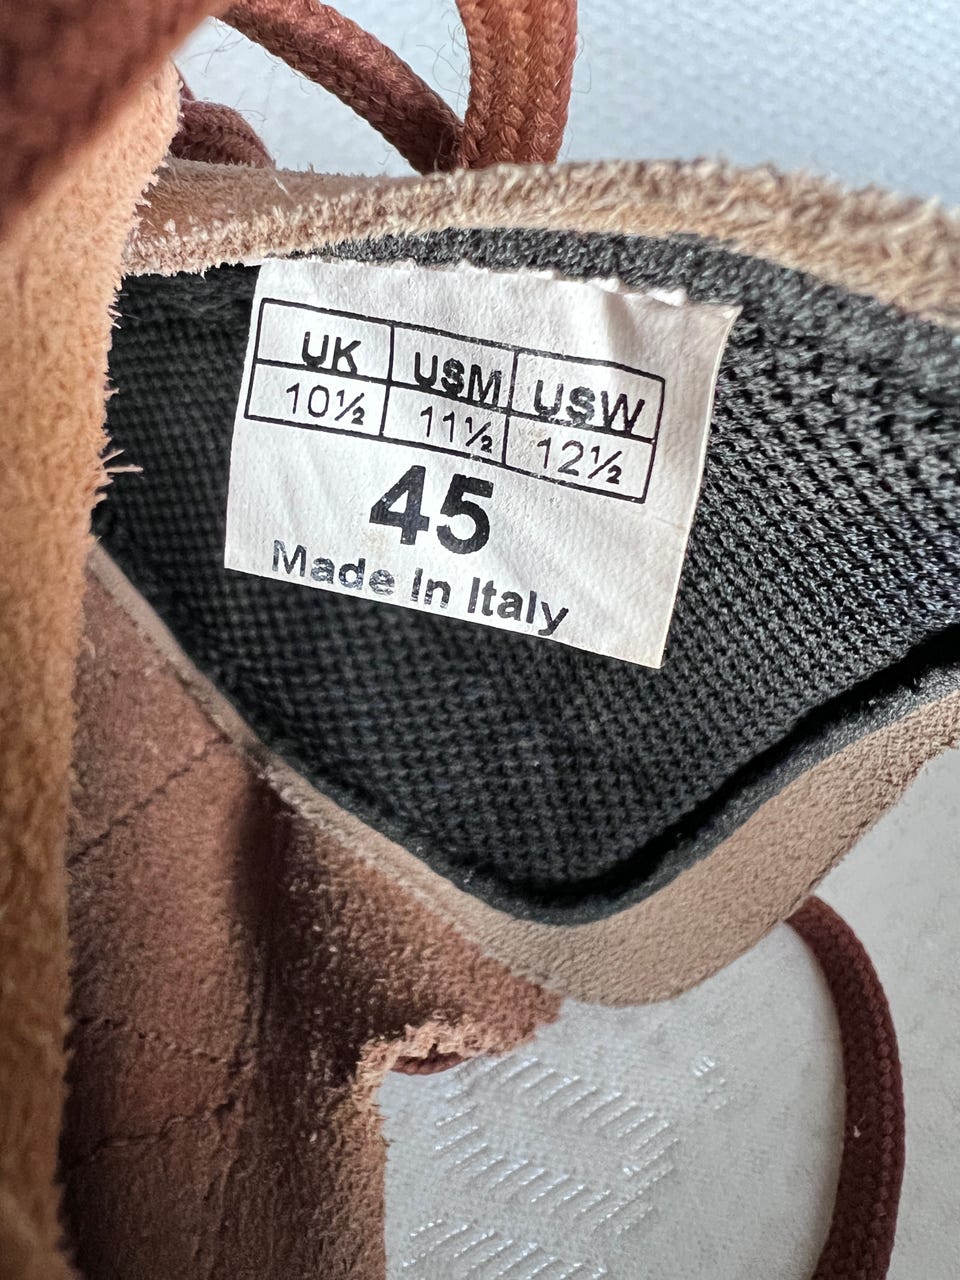 UK USM USW
10½ 11½ 12½
45
Made In Italy